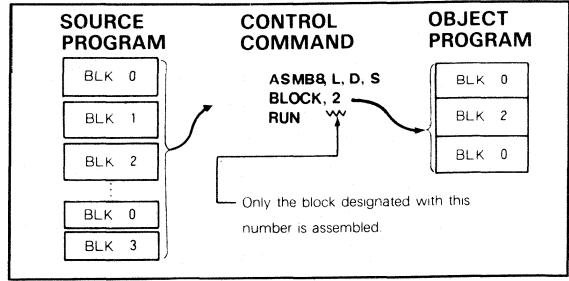 SOURCE
PROGRAM
BLK 0
BLK 1
BLK 2
BLK 0
BLK 3
CONTROL
COMMAND
ASMB8, L, D, S
BLOCK, 2
RUN
Only the block designated with this
number is assembled.
OBJECT
PROGRAM
BLK 0
BLK 2
BLK 0